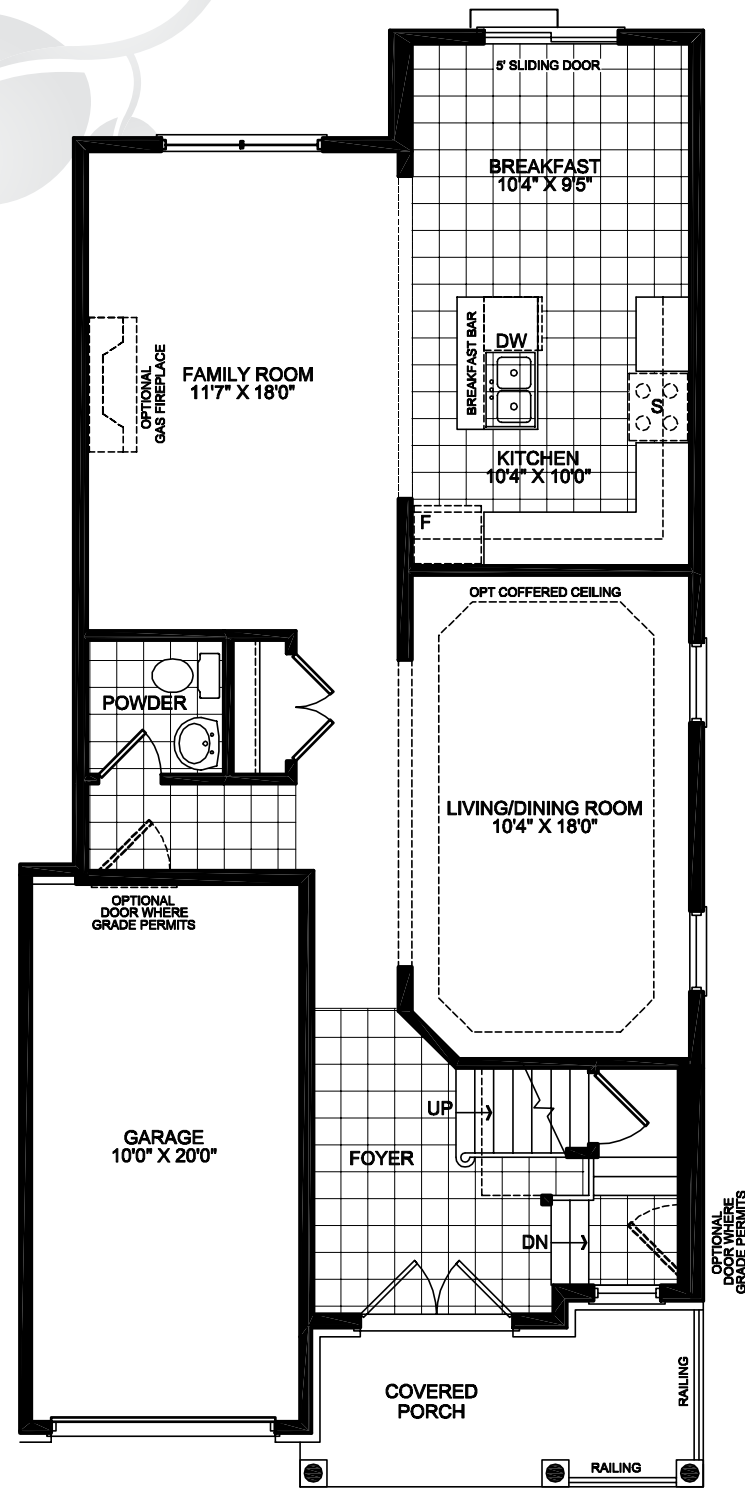 5' SLIDING DOOR
BREAKFAST
10'4" X 9'5"
BREAKFAST BAR
DW
FAMILY ROOM
11'7" X 18'0"
OPTIONAL
GAS FIREPLACE
S
KITCHEN
10'4" X 10'0"
F
OPT COFFERED CEILING
POWDER
LIVING/DINING ROOM
10'4" X 18'0"
OPTIONAL
DOOR WHERE
GRADE PERMITS
UP
GARAGE
10'0" X 20'0"
FOYER
DN
OPTIONAL
DOOR WHERE
GRADE PERMITS
COVERED
PORCH
RAILING
RAILING